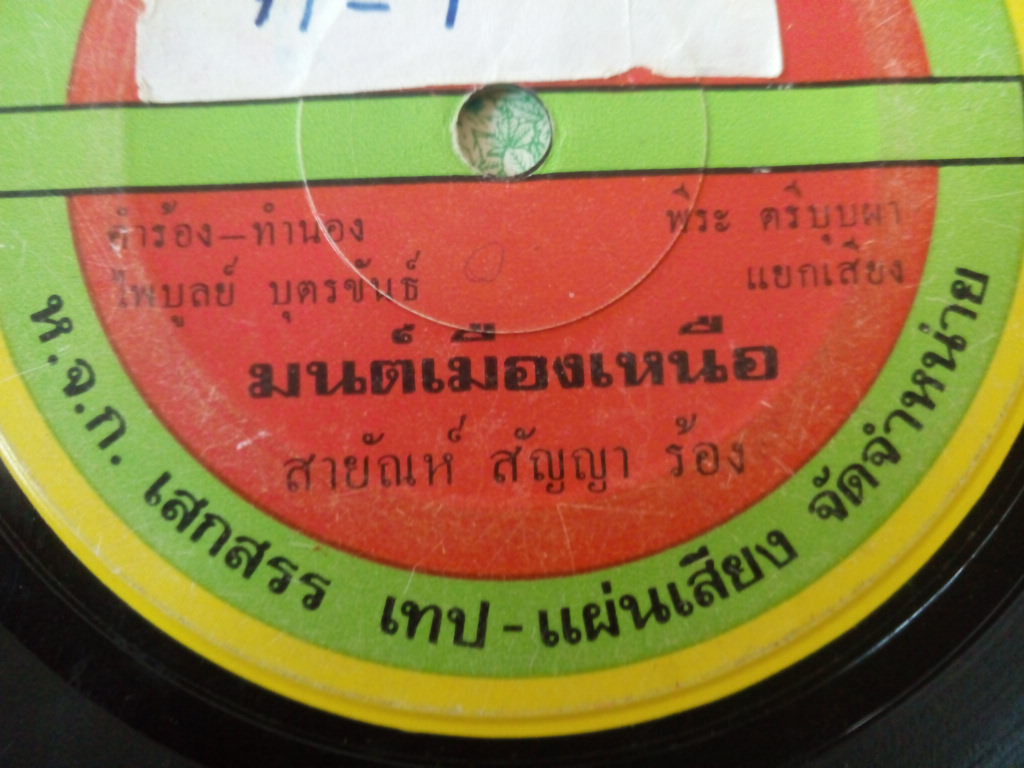 คำร้อง-ทำนอง
ไพบูลย์ บุตรขันธ์
พีระ ตรีบุบผา
แยกเสียง
มนต์เมืองเหนือ
สายัณห์ สัญญา ร้อง
ห.จ.ก. เสกสรร เทป-แผ่นเสียง จัดจำหน่าย